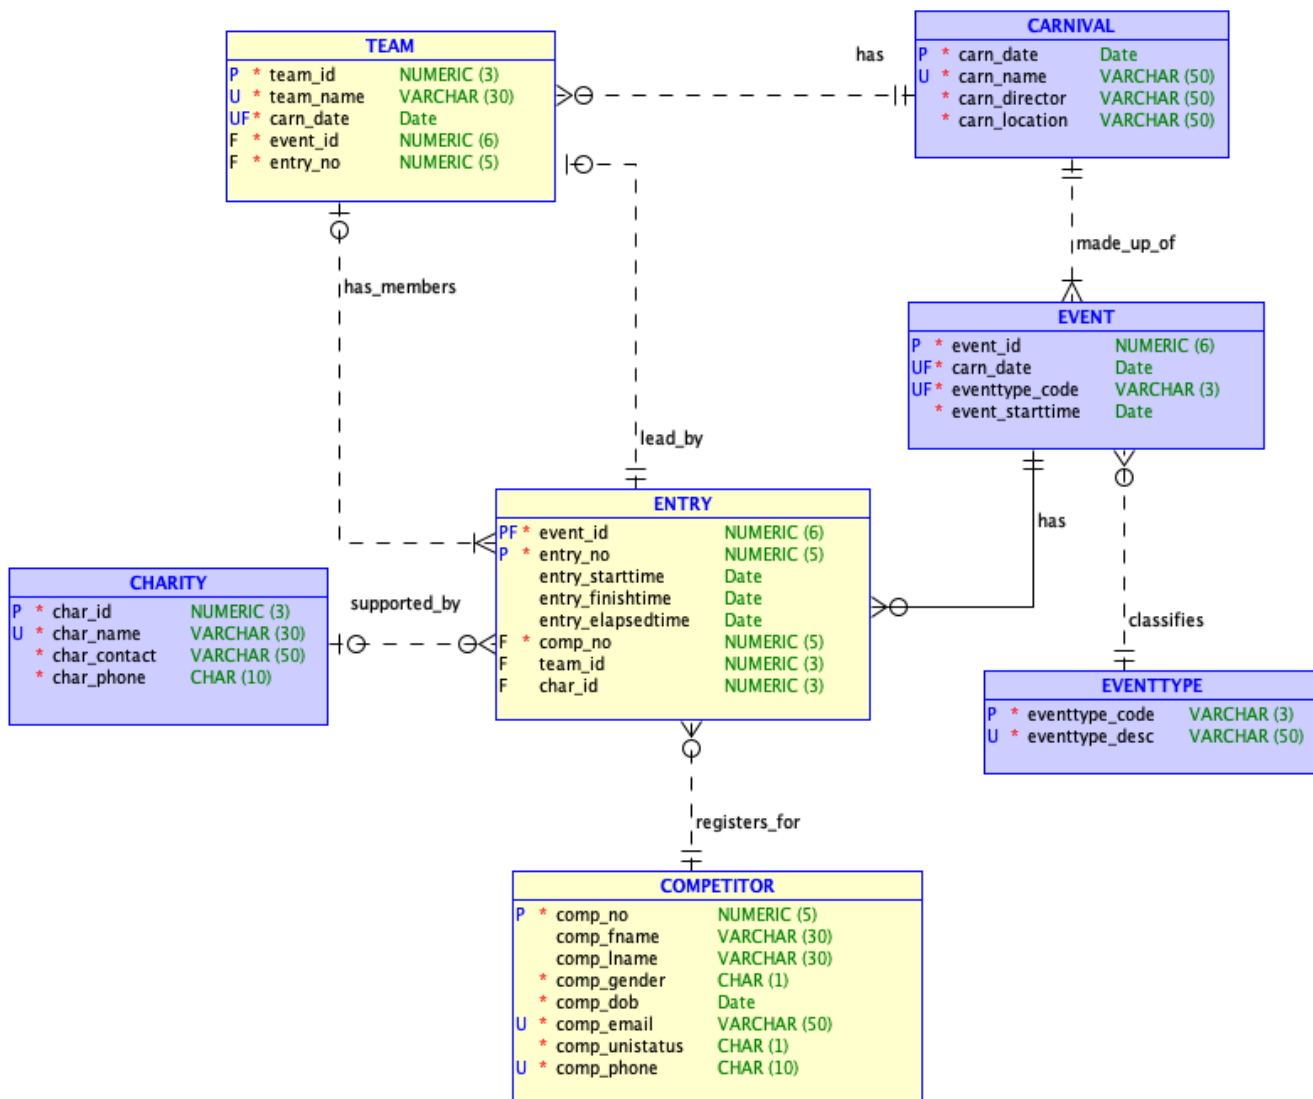 TEAM
P * team_id NUMERIC (3)
U * team_name VARCHAR (30)
UF* carn_date Date
F * event_id NUMERIC (6)
F * entry_no NUMERIC (5)
has
CARNIVAL
P * carn_date Date
U * carn_name VARCHAR (50)
* carn_director VARCHAR (50)
* carn_location VARCHAR (50)
made_up_of
has_members
EVENT
P * event_id NUMERIC (6)
UF* carn_date Date
UF* eventtype_code VARCHAR (3)
* event_starttime Date
lead_by
ENTRY
PF * event_id NUMERIC (6)
P * entry_no NUMERIC (5)
entry_starttime Date
entry_finishtime Date
entry_elapsedtime Date
F * comp_no NUMERIC (5)
F team_id NUMERIC (3)
F char_id NUMERIC (3)
has
CHARITY
P * char_id NUMERIC (3)
U * char_name VARCHAR (30)
* char_contact VARCHAR (50)
* char_phone CHAR (10)
supported_by
classifies
EVENTTYPE
P * eventtype_code VARCHAR (3)
U * eventtype_desc VARCHAR (50)
registers_for
COMPETITOR
P * comp_no NUMERIC (5)
comp_fname VARCHAR (30)
comp_lname VARCHAR (30)
* comp_gender CHAR (1)
* comp_dob Date
U * comp_email VARCHAR (50)
* comp_unistatus CHAR (1)
U * comp_phone CHAR (10)